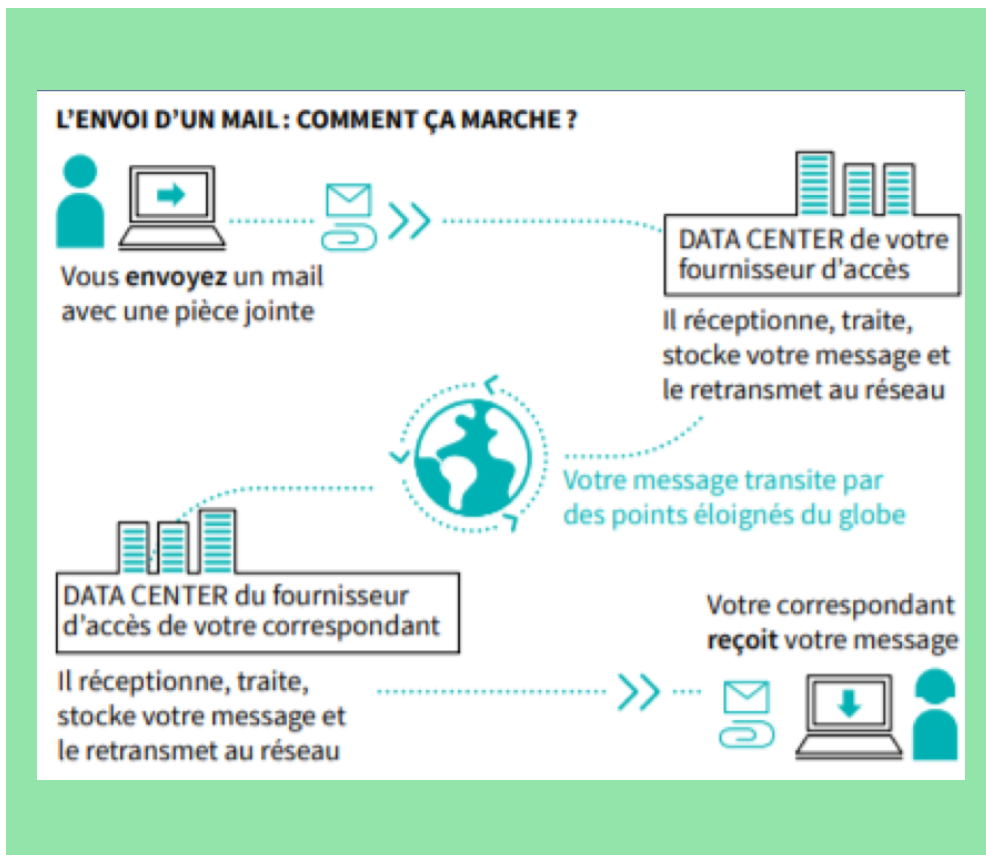 L'ENVOI D'UN MAIL : COMMENT ÇA MARCHE ?
Vous envoyez un mail
avec une pièce jointe
DATA CENTER de votre
fournisseur d'accès
Il réceptionne, traite,
stocke votre message et
le retransmet au réseau
Votre message transite par
des points éloignés du globe
DATA CENTER du fournisseur
d'accès de votre correspondant
Il réceptionne, traite,
stocke votre message et
le retransmet au réseau
Votre correspondant
reçoit votre message